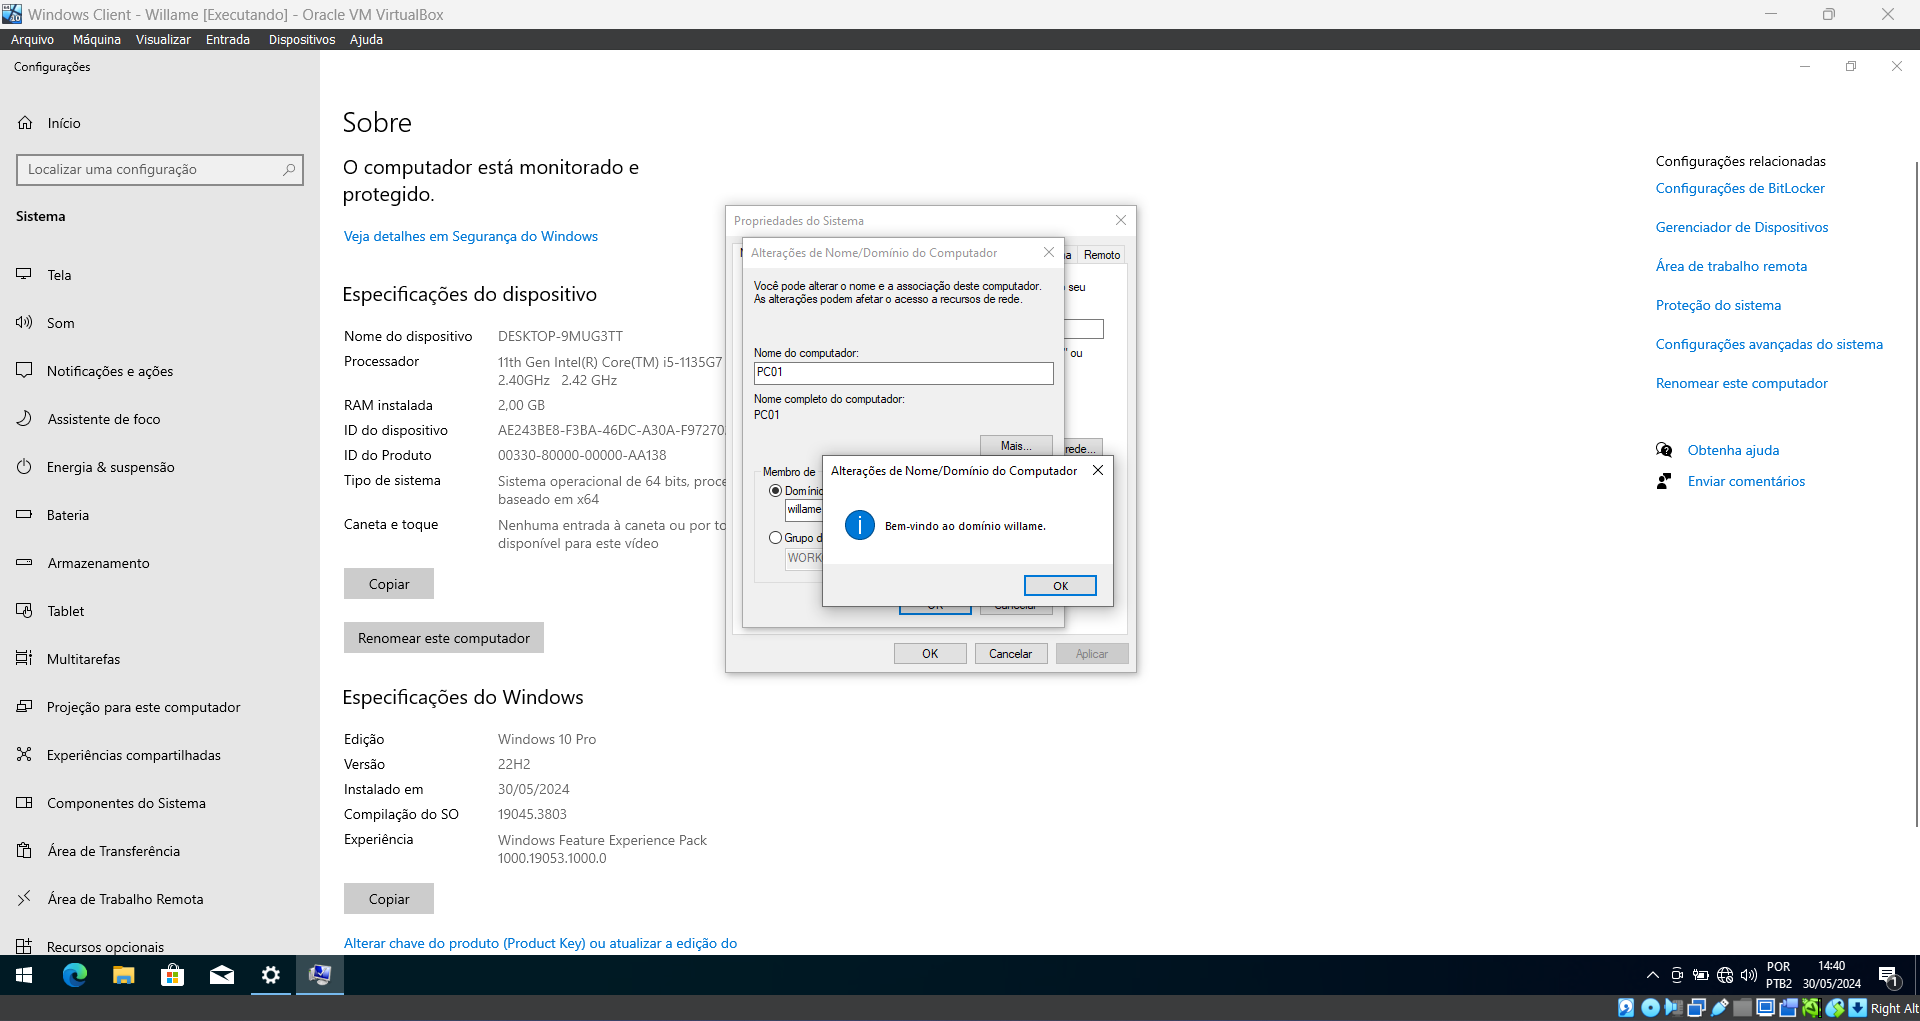 Windows Client - Willame [Executando] - Oracle VM VirtualBox
Arquivo Máquina Visualizar Entrada Dispositivos Ajuda
Configurações
Início
Localizar uma configuração
Sistema
Tela
Som
Notificações e ações
Assistente de foco
Energia & suspensão
Bateria
Armazenamento
Tablet
Multitarefas
Projeção para este computador
Experiências compartilhadas
Componentes do Sistema
Área de Transferência
Área de Trabalho Remota
Recursos opcionais
Sobre
O computador está monitorado e
protegido.
Veja detalhes em Segurança do Windows
Especificações do dispositivo
Nome do dispositivo DESKTOP-9MUG3TT
Processador 11th Gen Intel(R) Core(TM) i5-1135G7
2.40GHz 2.42 GHz
RAM instalada 2,00 GB
ID do dispositivo AE243BE8-F3BA-46DC-A30A-F97270
ID do Produto 00330-80000-00000-AA138
Tipo de sistema Sistema operacional de 64 bits, proce
baseado em x64
Caneta e toque Nenhuma entrada à caneta ou por to
disponível para este vídeo
Copiar
Renomear este computador
Especificações do Windows
Edição Windows 10 Pro
Versão 22H2
Instalado em 30/05/2024
Compilação do SO 19045.3803
Experiência Windows Feature Experience Pack
1000.19053.1000.0
Copiar
Alterar chave do produto (Product Key) ou atualizar a edição do
Propriedades do Sistema
Remoto
seu
" ou
rede...
OK Cancelar Aplicar
Alterações de Nome/Domínio do Computador
Você pode alterar o nome e a associação deste computador.
As alterações podem afetar o acesso a recursos de rede.
Nome do computador:
PC01
Nome completo do computador:
PC01
Mais...
Membro de
Domínio
willame
Grupo d
WORK
OK Cancelar
Alterações de Nome/Domínio do Computador
Bem-vindo ao domínio willame.
OK
Configurações relacionadas
Configurações de BitLocker
Gerenciador de Dispositivos
Área de trabalho remota
Proteção do sistema
Configurações avançadas do sistema
Renomear este computador
Obtenha ajuda
Enviar comentários
POR
PTB2
14:40
30/05/2024
1
Right Alt